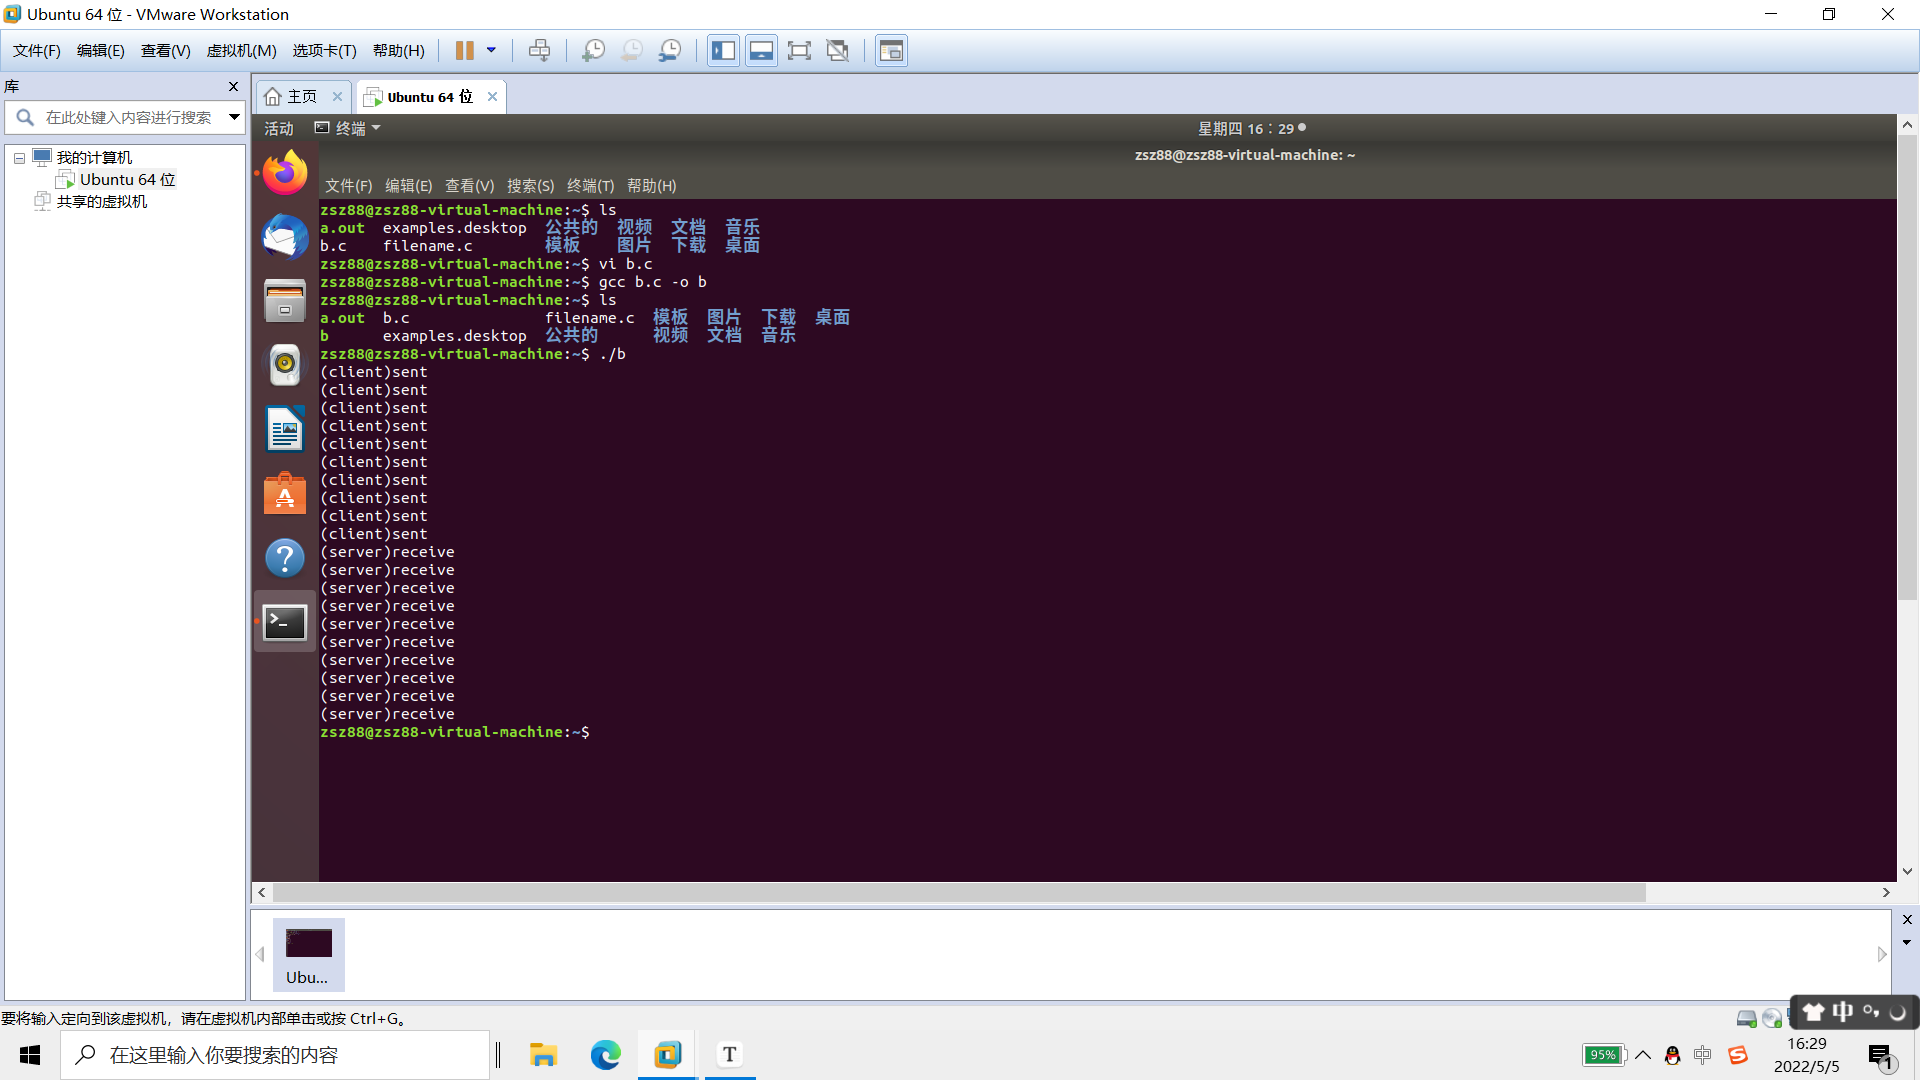 Ubuntu 64 位 - VMware Workstation
文件(F) 编辑(E) 查看(V) 虚拟机(M) 选项卡(T) 帮助(H)
库
在此处键入内容进行搜索
我的计算机
Ubuntu 64 位
共享的虚拟机
主页
Ubuntu 64 位
活动 终端 星期四 16：29
zsz88@zsz88-virtual-machine: ~
文件(F) 编辑(E) 查看(V) 搜索(S) 终端(T) 帮助(H)
zsz88@zsz88-virtual-machine:~$ ls
a.out examples.desktop 公共的 视频 文档 音乐
b.c filename.c 模板 图片 下载 桌面
zsz88@zsz88-virtual-machine:~$ vi b.c
zsz88@zsz88-virtual-machine:~$ gcc b.c -o b
zsz88@zsz88-virtual-machine:~$ ls
a.out b.c filename.c 模板 图片 下载 桌面
b examples.desktop 公共的 视频 文档 音乐
zsz88@zsz88-virtual-machine:~$ ./b
(client)sent
(client)sent
(client)sent
(client)sent
(client)sent
(client)sent
(client)sent
(client)sent
(client)sent
(client)sent
(server)receive
(server)receive
(server)receive
(server)receive
(server)receive
(server)receive
(server)receive
(server)receive
(server)receive
(server)receive
zsz88@zsz88-virtual-machine:~$
Ubu...
要将输入定向到该虚拟机，请在虚拟机内部单击或按 Ctrl+G。
中
在这里输入你要搜索的内容
T
95%
中
16:29
2022/5/5
1